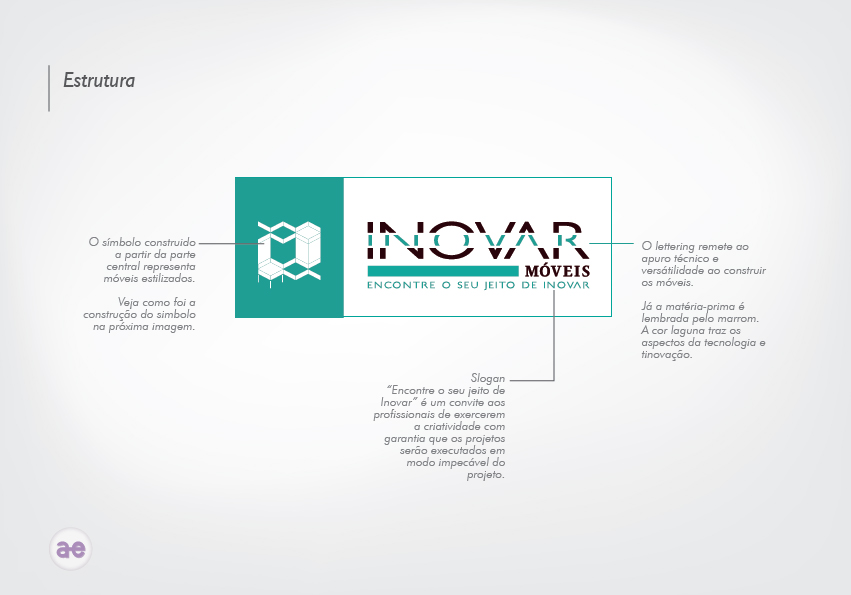 Estrutura
O símbolo construido
a partir da parte
central representa
móveis estilizados.
Veja como foi a
construção do simbolo
na próxima imagem.
INOVAR
MÓVEIS
ENCONTRE O SEU JEITO DE INOVAR
O lettering remete ao
apuro técnico e
versátilidade ao construir
os móveis.
Já a matéria-prima é
lembrada pelo marrom.
A cor laguna traz os
aspectos da tecnologia e
tinovação.
Slogan
“Encontre o seu jeito de
Inovar” é um convite aos
profissionais de exercerem
a criatividade com
garantia que os projetos
serão executados em
modo impecável do
projeto.
ae